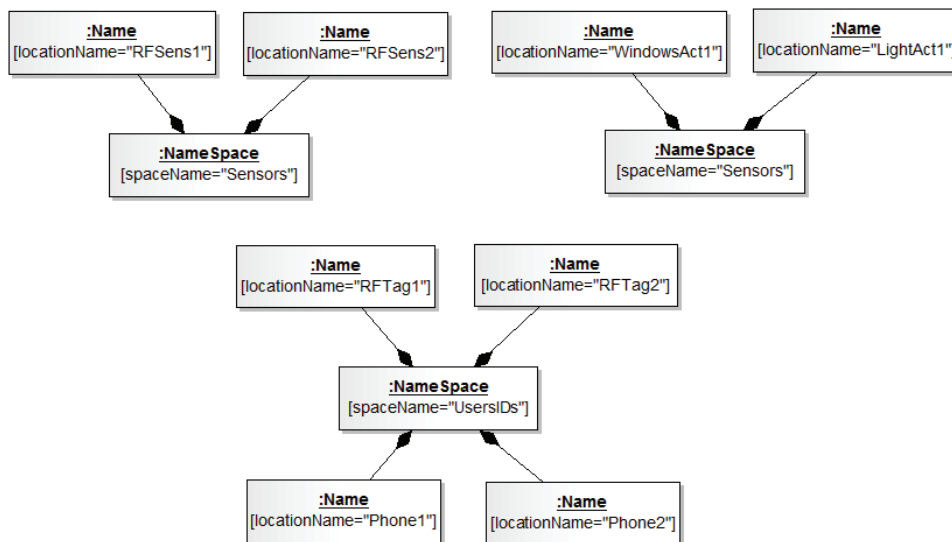 :Name
[locationName="RFSens1"]
:Name
[locationName="RFSens2"]
:Name
[locationName="WindowsAct1"]
:Name
[locationName="LightAct1"]
:NameSpace
[spaceName="Sensors"]
:NameSpace
[spaceName="Sensors"]
:Name
[locationName="RFTag1"]
:Name
[locationName="RFTag2"]
:NameSpace
[spaceName="UsersIDs"]
:Name
[locationName="Phone1"]
:Name
[locationName="Phone2"]